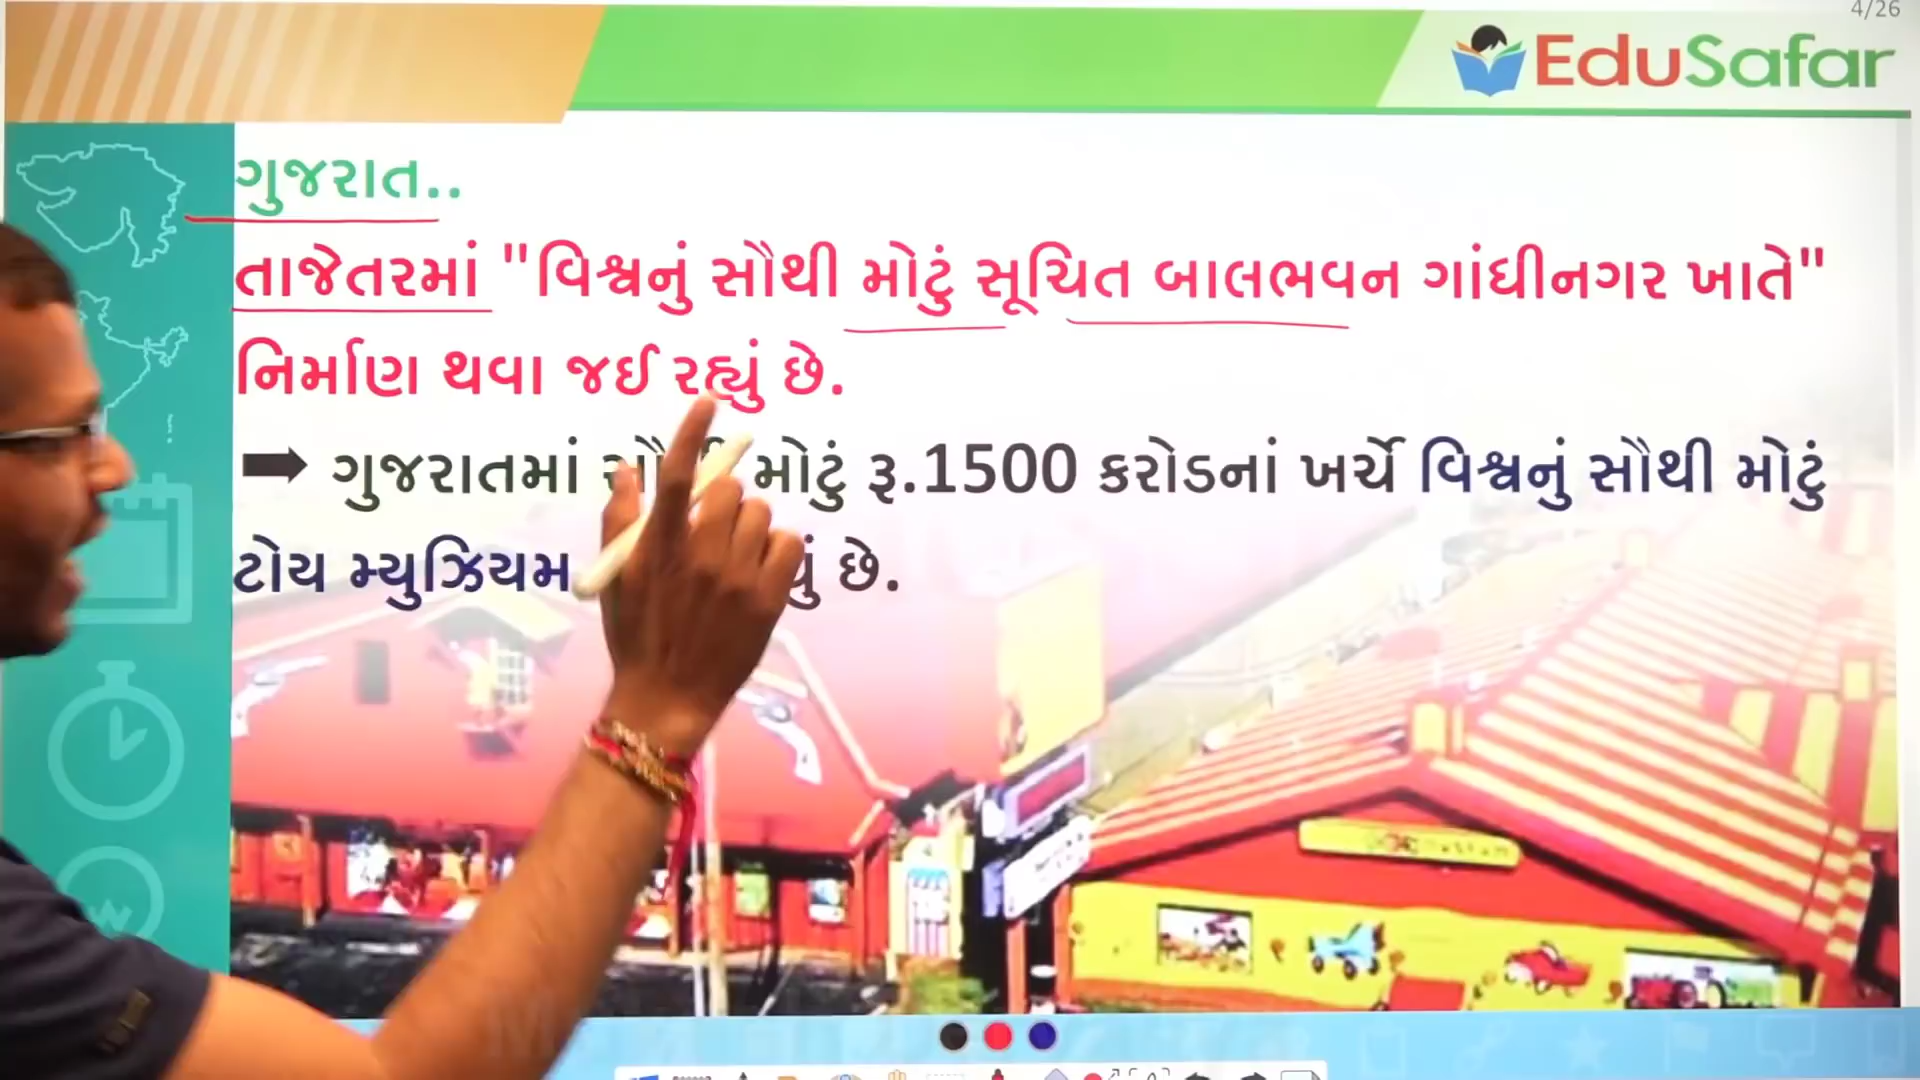 4/26
EduSafar
ગુજરાત..
તાજેતરમાં "વિશ્વનું સૌથી મોટું સૂચિત બાલભવન ગાંધીનગર ખાતે"
નિર્માણ થવા જઈ રહ્યું છે.
➡ ગુજરાતમાં મોટું રૂ.1500 કરોડનાં ખર્ચે વિશ્વનું સૌથી મોટું
ટોય મ્યુઝિયમ છે.